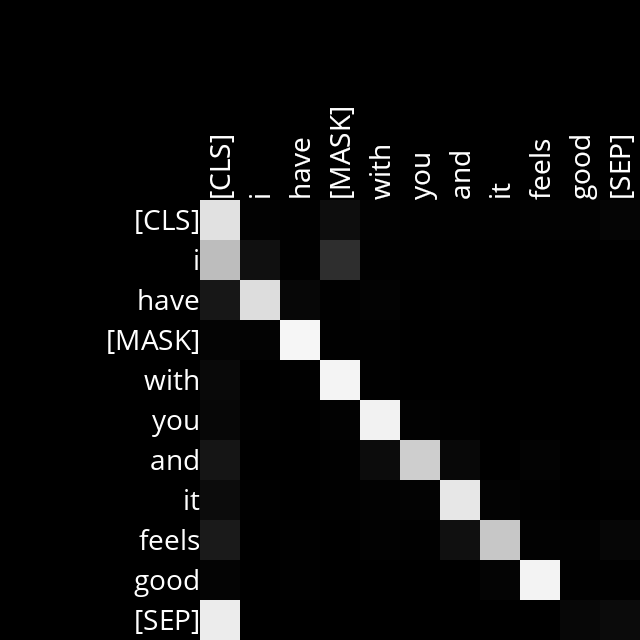 [CLS] i have [MASK] with you and it feels good [SEP]
[CLS]
i
have
[MASK]
with
you
and
it
feels
good
[SEP]